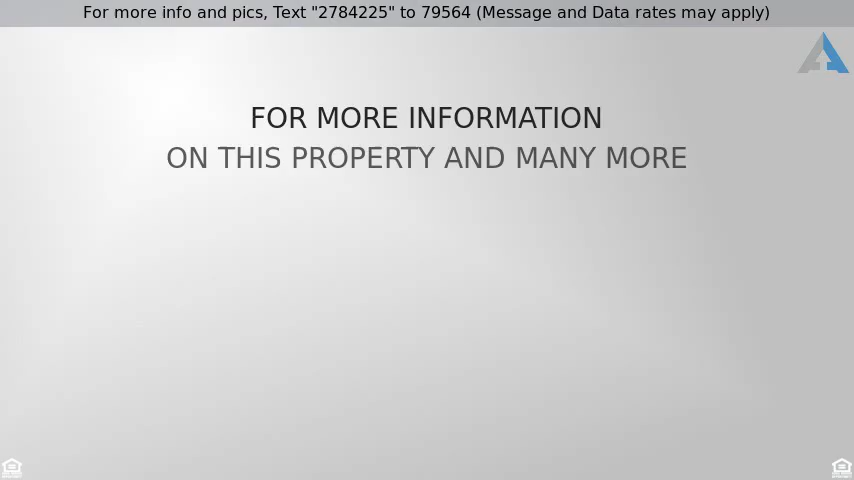 For more info and pics, Text "2784225" to 79564 (Message and Data rates may apply)
FOR MORE INFORMATION
ON THIS PROPERTY AND MANY MORE